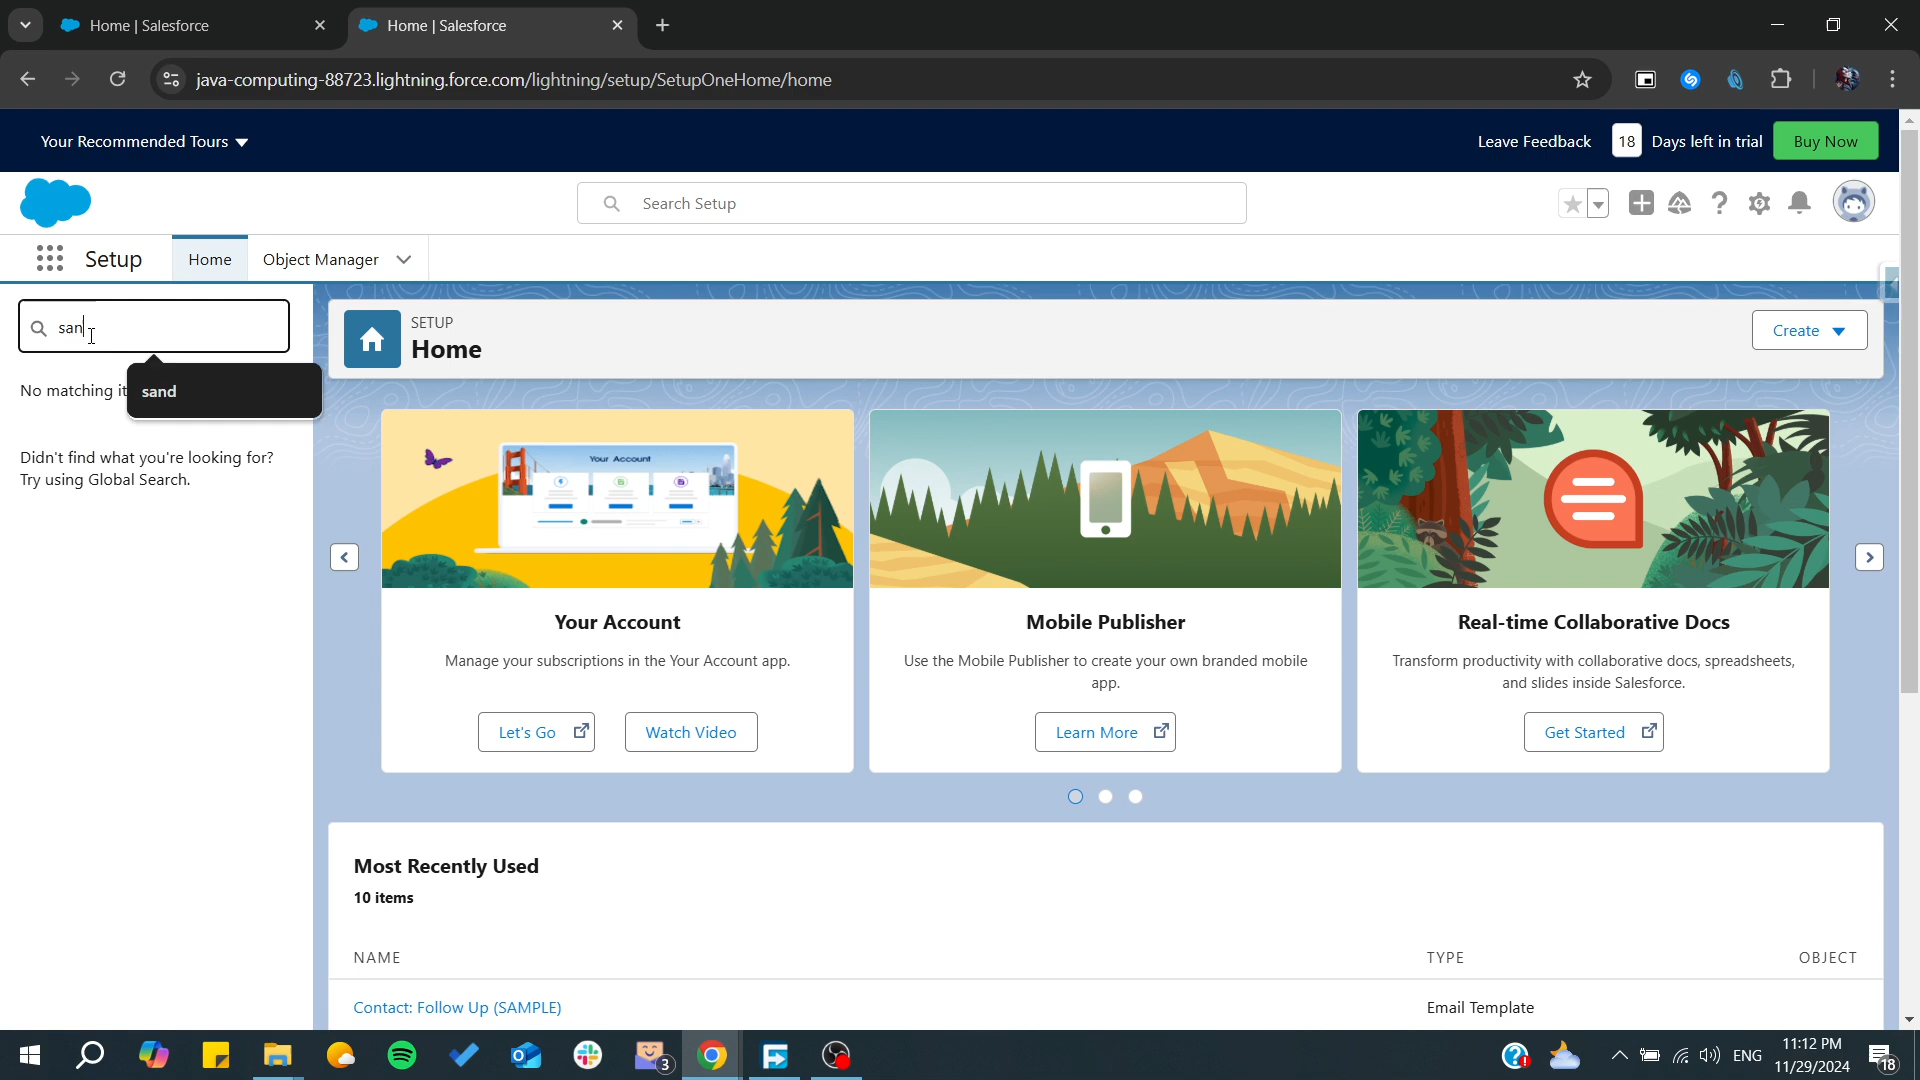 Home | Salesforce
Home | Salesforce
java-computing-88723.lightning.force.com/lightning/setup/SetupOneHome/home
Your Recommended Tours
Leave Feedback
18
Days left in trial
Buy Now
Search Setup
Setup
Home
Object Manager
san
sand
No matching it
Didn't find what you're looking for?
Try using Global Search.
SETUP
Home
Create
Your Account
Your Account
Manage your subscriptions in the Your Account app.
Let's Go
Watch Video
Mobile Publisher
Use the Mobile Publisher to create your own branded mobile
app.
Learn More
Real-time Collaborative Docs
Transform productivity with collaborative docs, spreadsheets,
and slides inside Salesforce.
Get Started
Most Recently Used
10 items
NAME
TYPE
OBJECT
Contact: Follow Up (SAMPLE)
Email Template
3
ENG
11:12 PM
11/29/2024
18